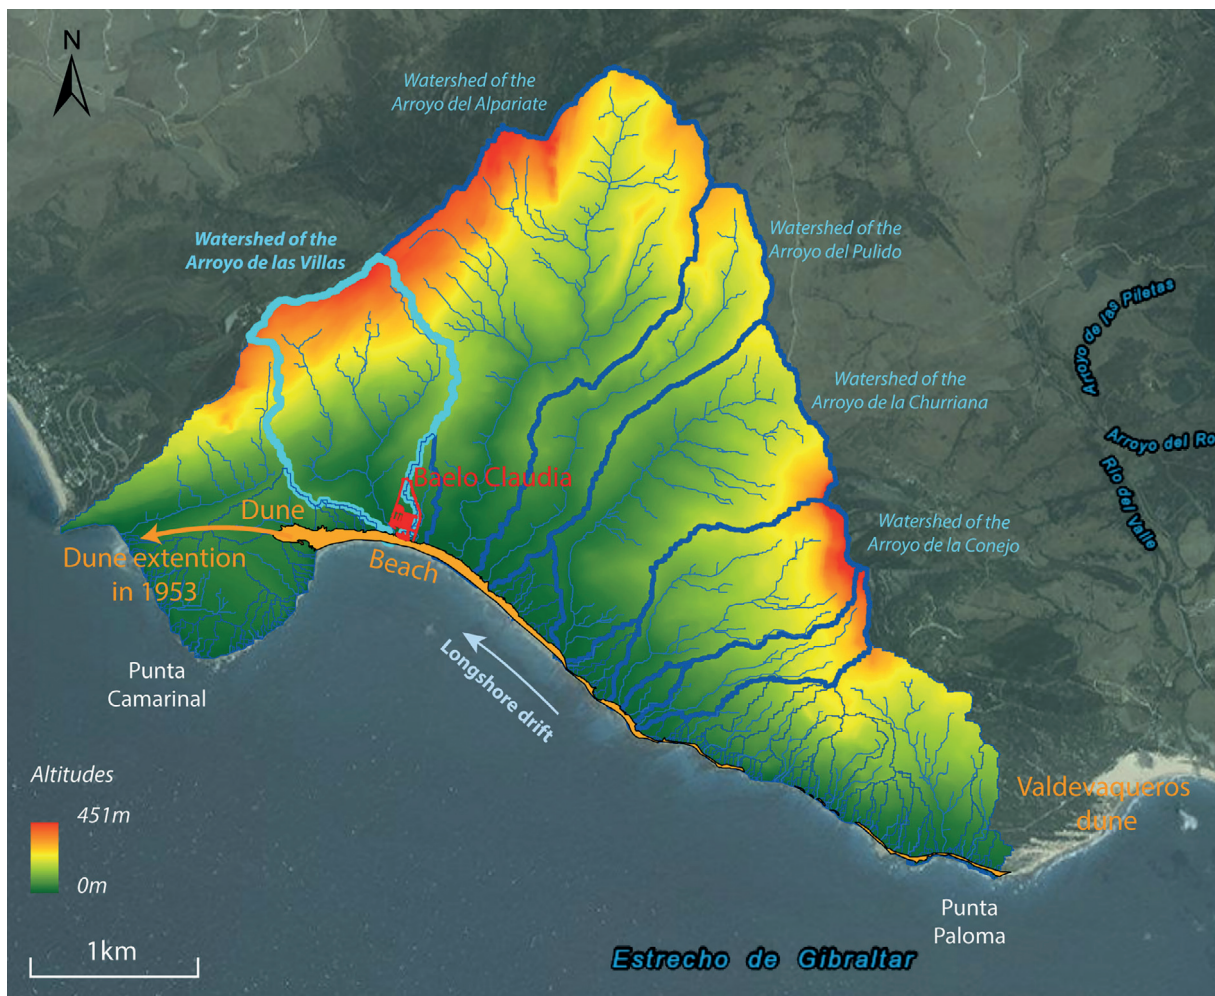 N
Watershed of the
Arroyo del Alpariate
Watershed of the
Arroyo de las Villas
Watershed of the
Arroyo del Pulido
Arroyo de las Piletas
Watershed of the
Arroyo de la Churriana
Arroyo del Ro
Rio del Valle
Baelo Claudia
Dune
Watershed of the
Arroyo de la Conejo
Dune extention
in 1953
Beach
Longshore drift
Punta
Camarinal
Altitudes
451m
0m
Valdevaqueros
dune
Punta
Paloma
1km
Estrecho de Gibraltar